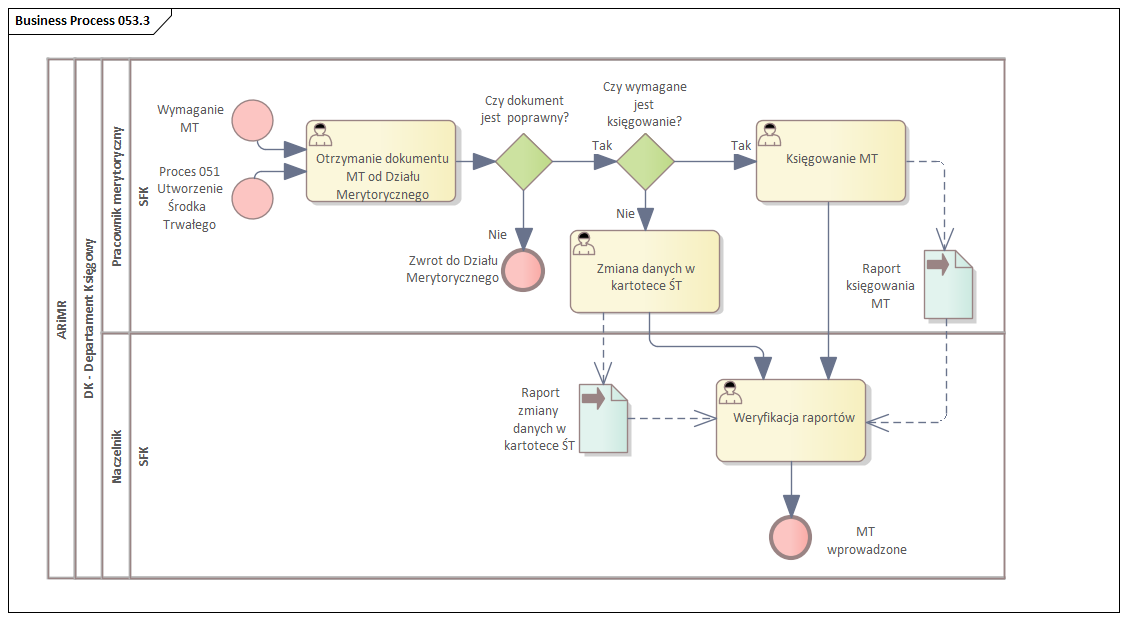 Business Process 053.3
ARiMR
DK - Departament Księgowy
Pracownik merytoryczny
SFK
Wymaganie
MT
Proces 051
Utworzenie
Środka
Trwałego
Otrzymanie dokumentu
MT od Działu
Merytorycznego
Czy dokument
jest poprawny?
Tak
Nie
Zwrot do Działu
Merytorycznego
Czy wymagane
jest
księgowanie?
Tak
Nie
Księgowanie MT
Zmiana danych w
kartotece ŚT
Raport
księgowania
MT
Naczelnik
SFK
Raport
zmiany
danych w
kartotece ŚT
Weryfikacja raportów
MT
wprowadzone